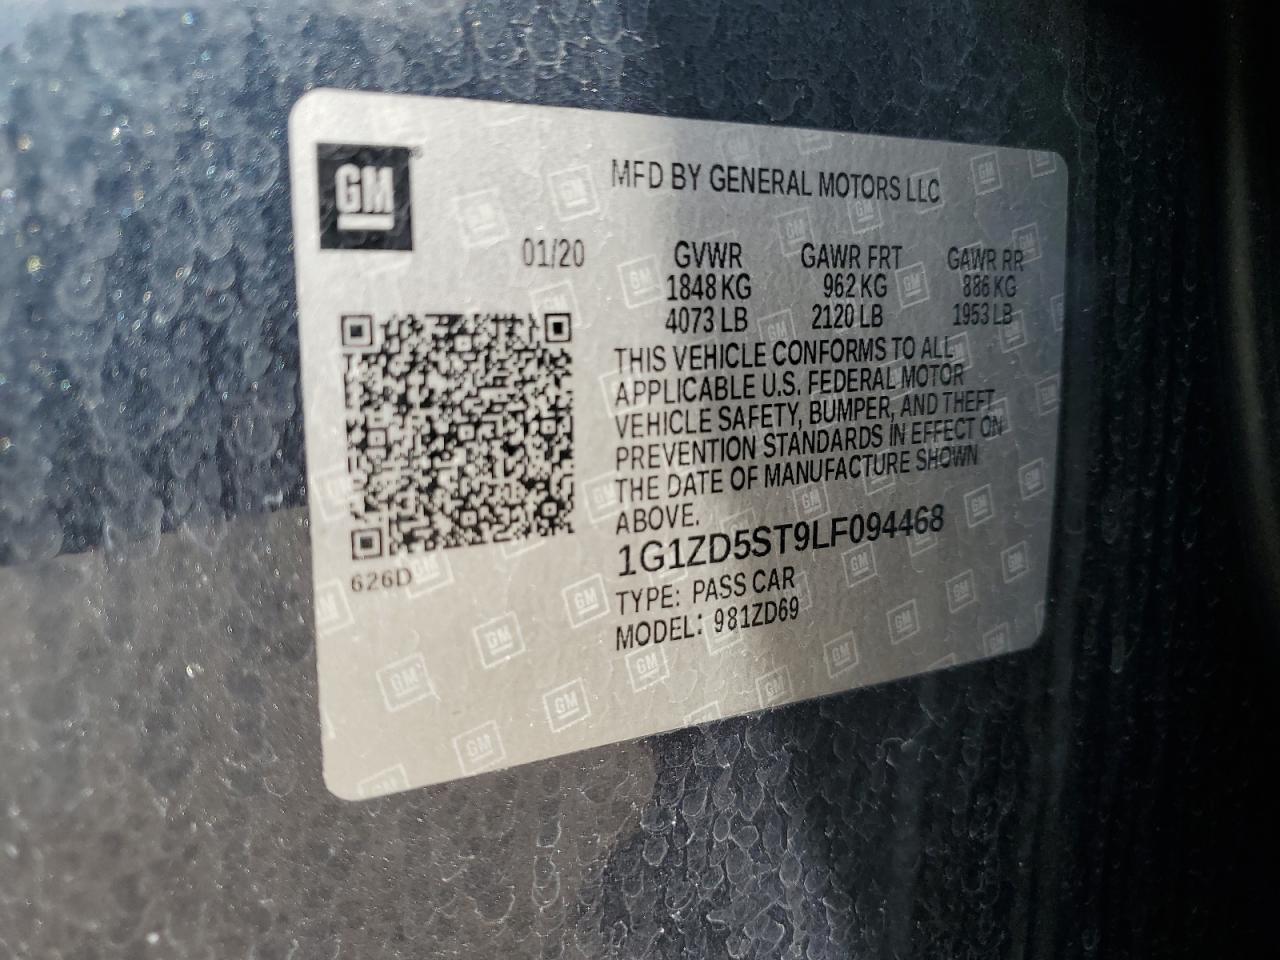 GM
MFD BY GENERAL MOTORS LLC
01/20 GVWR GAWR FRT GAWR RR
1848 KG 962 KG 886 KG
4073 LB 2120 LB 1953 LB
THIS VEHICLE CONFORMS TO ALL
APPLICABLE U.S. FEDERAL MOTOR
VEHICLE SAFETY, BUMPER, AND THEFT
PREVENTION STANDARDS IN EFFECT ON
THE DATE OF MANUFACTURE SHOWN
ABOVE.
1G1ZD5ST9LF094468
626D
TYPE: PASS CAR
MODEL: 981ZD69